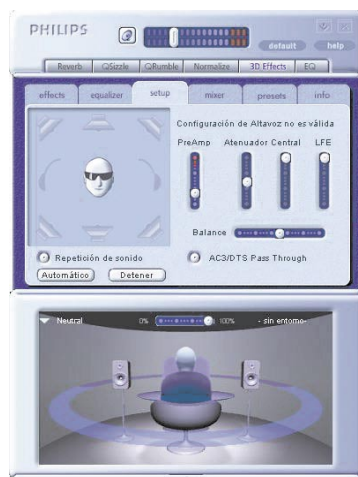 PHILIPS
default help
Reverb QSizzle QRumble Normalize 3D Effects EQ
effects equalizer setup mixer presets info
Configuración de Altavoz no es válida
PreAmp Atenuador Central LFE
Balance
Repetición de sonido AC3/DTS Pass Through
Automático Detener
Neutral 0% 100% - sin entorno-